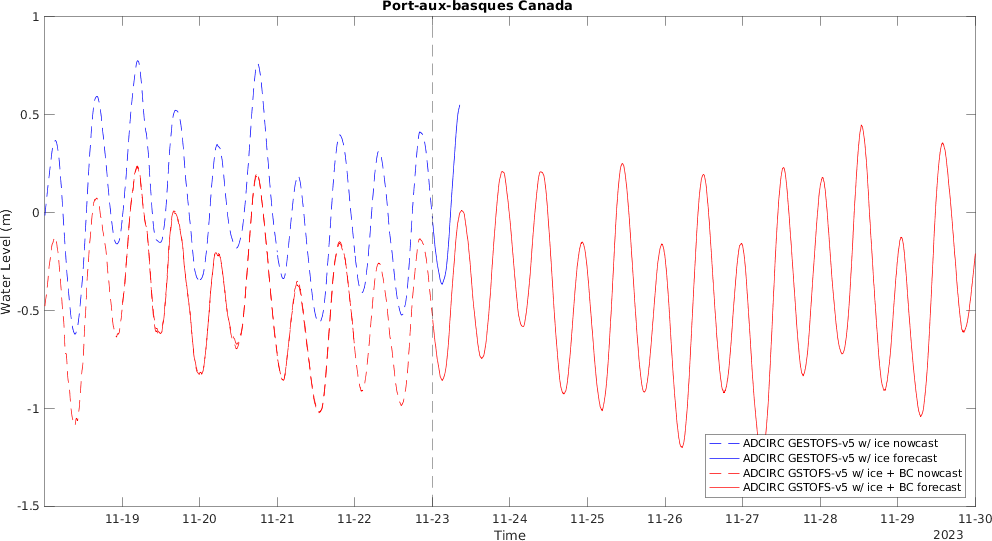 Port-aux-basques Canada
1
0.5
0
-0.5
-1
-1.5
Water Level (m)
11-19 11-20 11-21 11-22 11-23 11-24 11-25 11-26 11-27 11-28 11-29 11-30
Time
2023
ADCIRC GESTOFS-v5 w/ ice nowcast
ADCIRC GESTOFS-v5 w/ ice forecast
ADCIRC GSTOFS-v5 w/ ice + BC nowcast
ADCIRC GSTOFS-v5 w/ ice + BC forecast